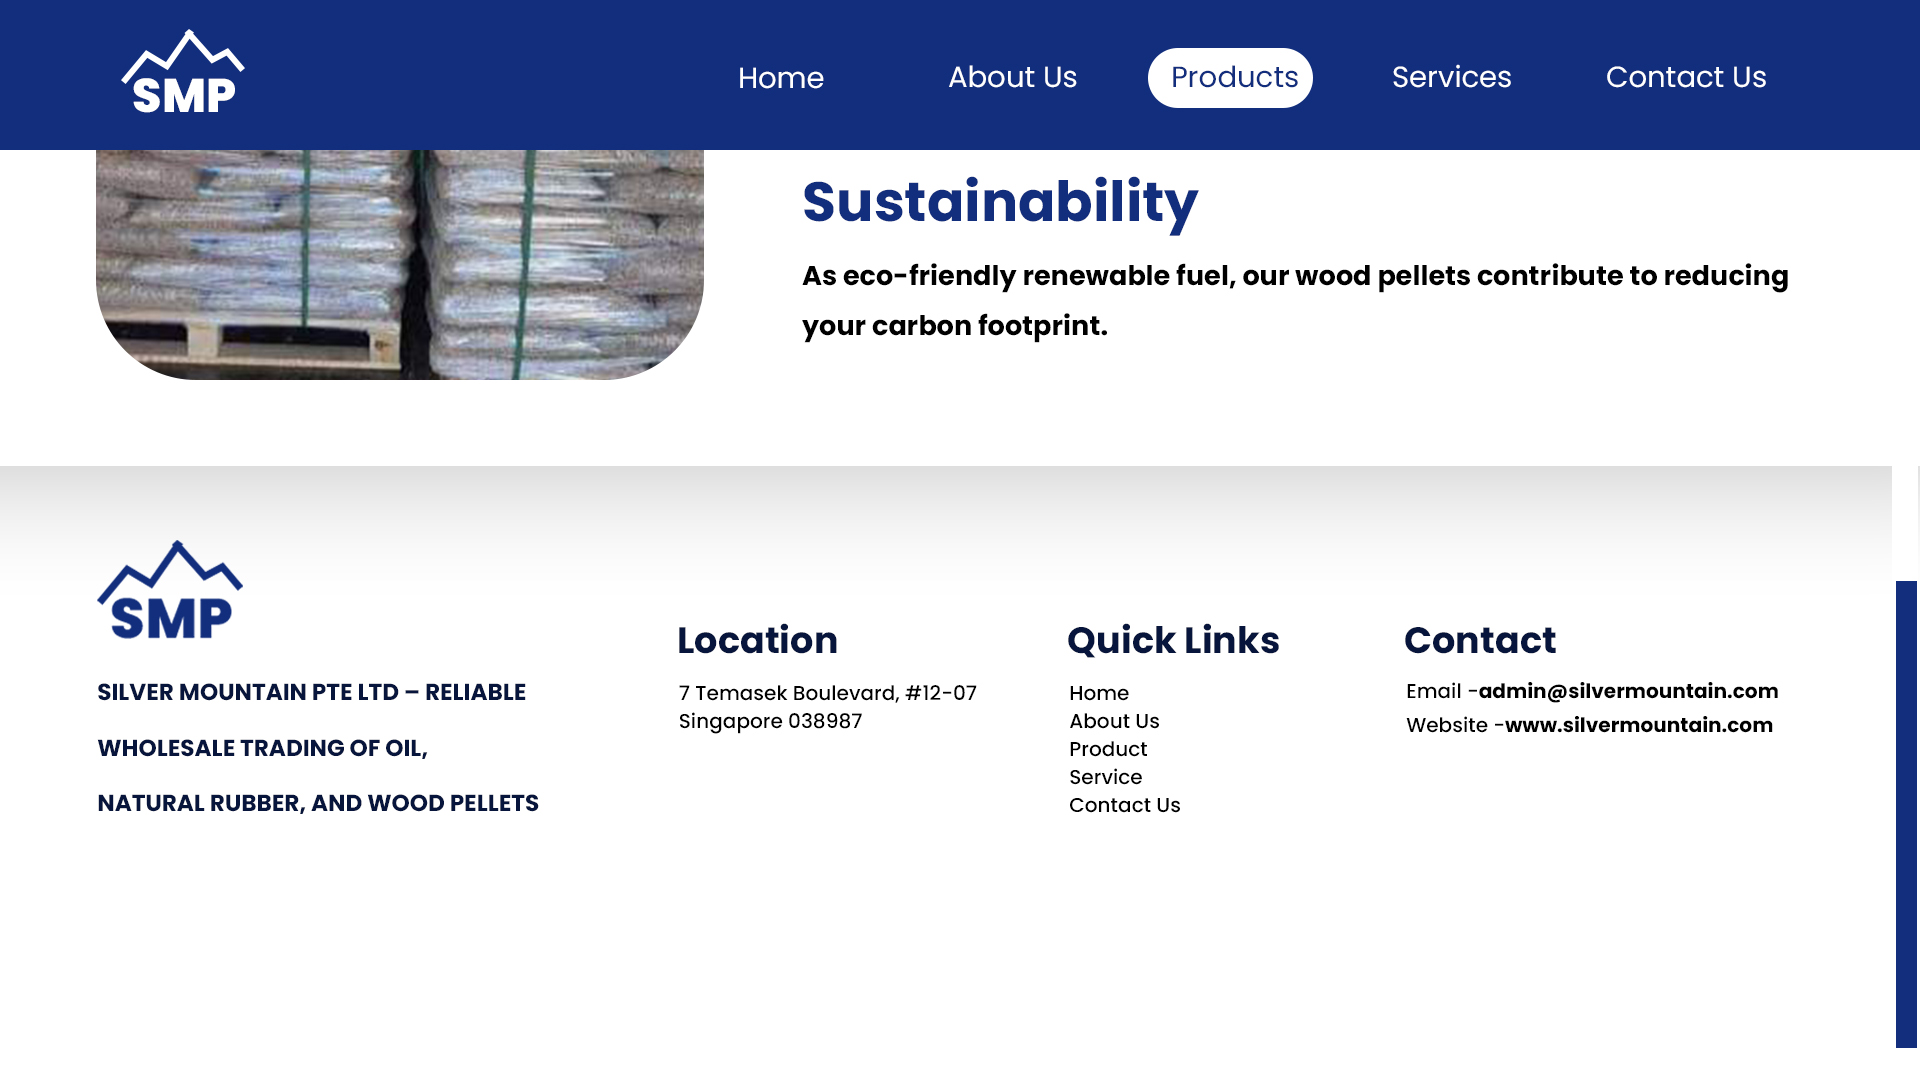 SMP
Home
About Us
Products
Services
Contact Us
Sustainability
As eco-friendly renewable fuel, our wood pellets contribute to reducing
your carbon footprint.
SMP
SILVER MOUNTAIN PTE LTD – RELIABLE
WHOLESALE TRADING OF OIL,
NATURAL RUBBER, AND WOOD PELLETS
Location
7 Temasek Boulevard, #12-07
Singapore 038987
Quick Links
Home
About Us
Product
Service
Contact Us
Contact
Email -admin@silvermountain.com
Website -www.silvermountain.com